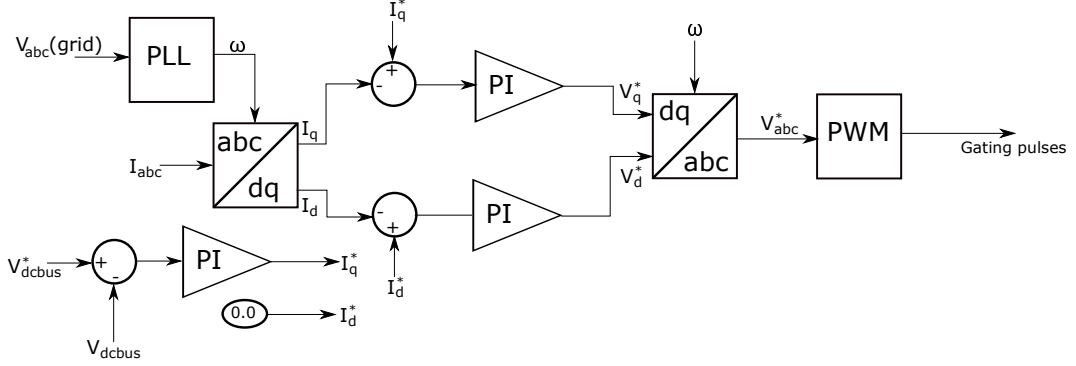 I*q
Vabc(grid)
PLL
ω
+
-
PI
V*q
ω
dq
abc
V*abc
PWM
Gating pulses
abc
dq
Iq
Iabc
Id
-
+
PI
V*d
I*d
V*dcbus
+
-
PI
I*q
0.0
I*d
Vdcbus